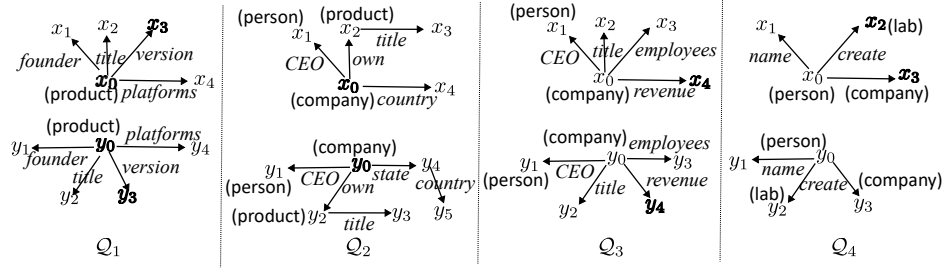 x₁ x₂ x₃
founder title version
x₀
(product) platforms x₄
(product) platforms
y₁ y₀ y₄
founder title version
y₂ y₃
Q₁
(person) (product)
x₁ x₂ title x₃
CEO own
x₀ x₄
(company) country
(company)
y₁ y₀ state y₄
(person) CEO own country
(product) y₂ title y₃ y₅
Q₂
(person)
x₁ x₂ x₃
CEO title employees
x₀ x₄
(company) revenue
(company) employees
y₁ y₀ y₃
(person) CEO title revenue
y₂ y₄
Q₃
x₁ x₂ (lab)
name create
x₀ x₃
(person) (company)
(person)
y₁ y₀
name create (company)
(lab) y₂ y₃
Q₄